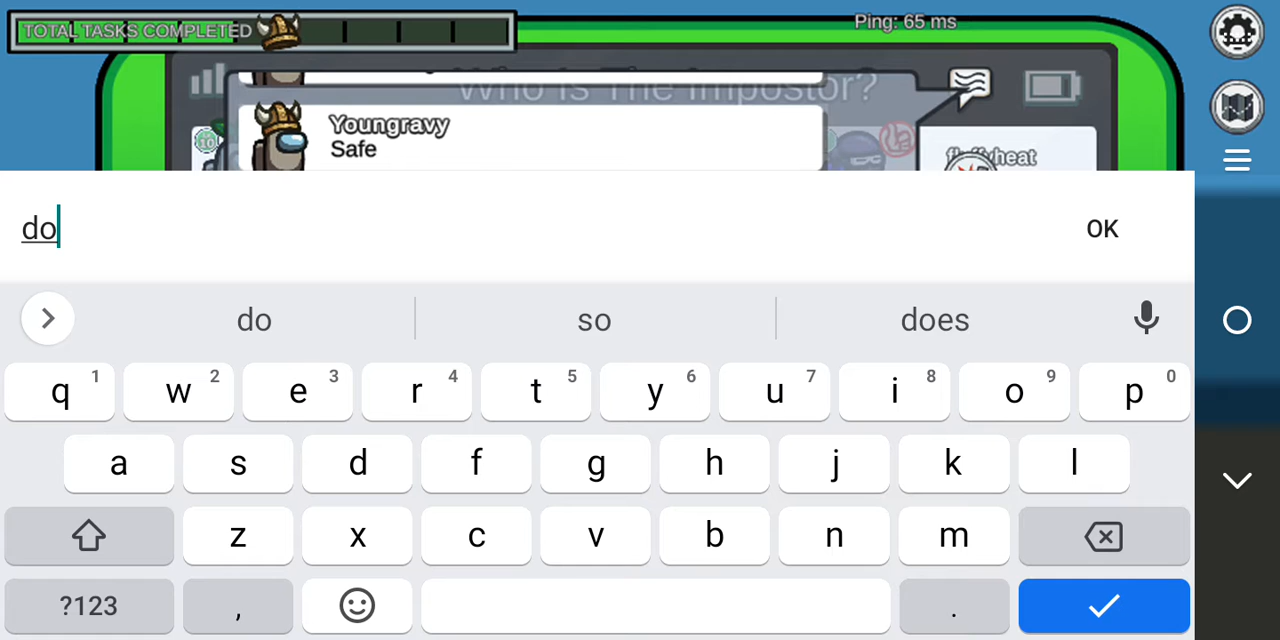 TOTAL TASKS COMPLETED
Ping: 65 ms
Who Is The Impostor?
Youngravy
Safe
fluffyheat
do
OK
do so does
q 1 w 2 e 3 r 4 t 5 y 6 u 7 i 8 o 9 p 0
a s d f g h j k l
z x c v b n m
?123 , .